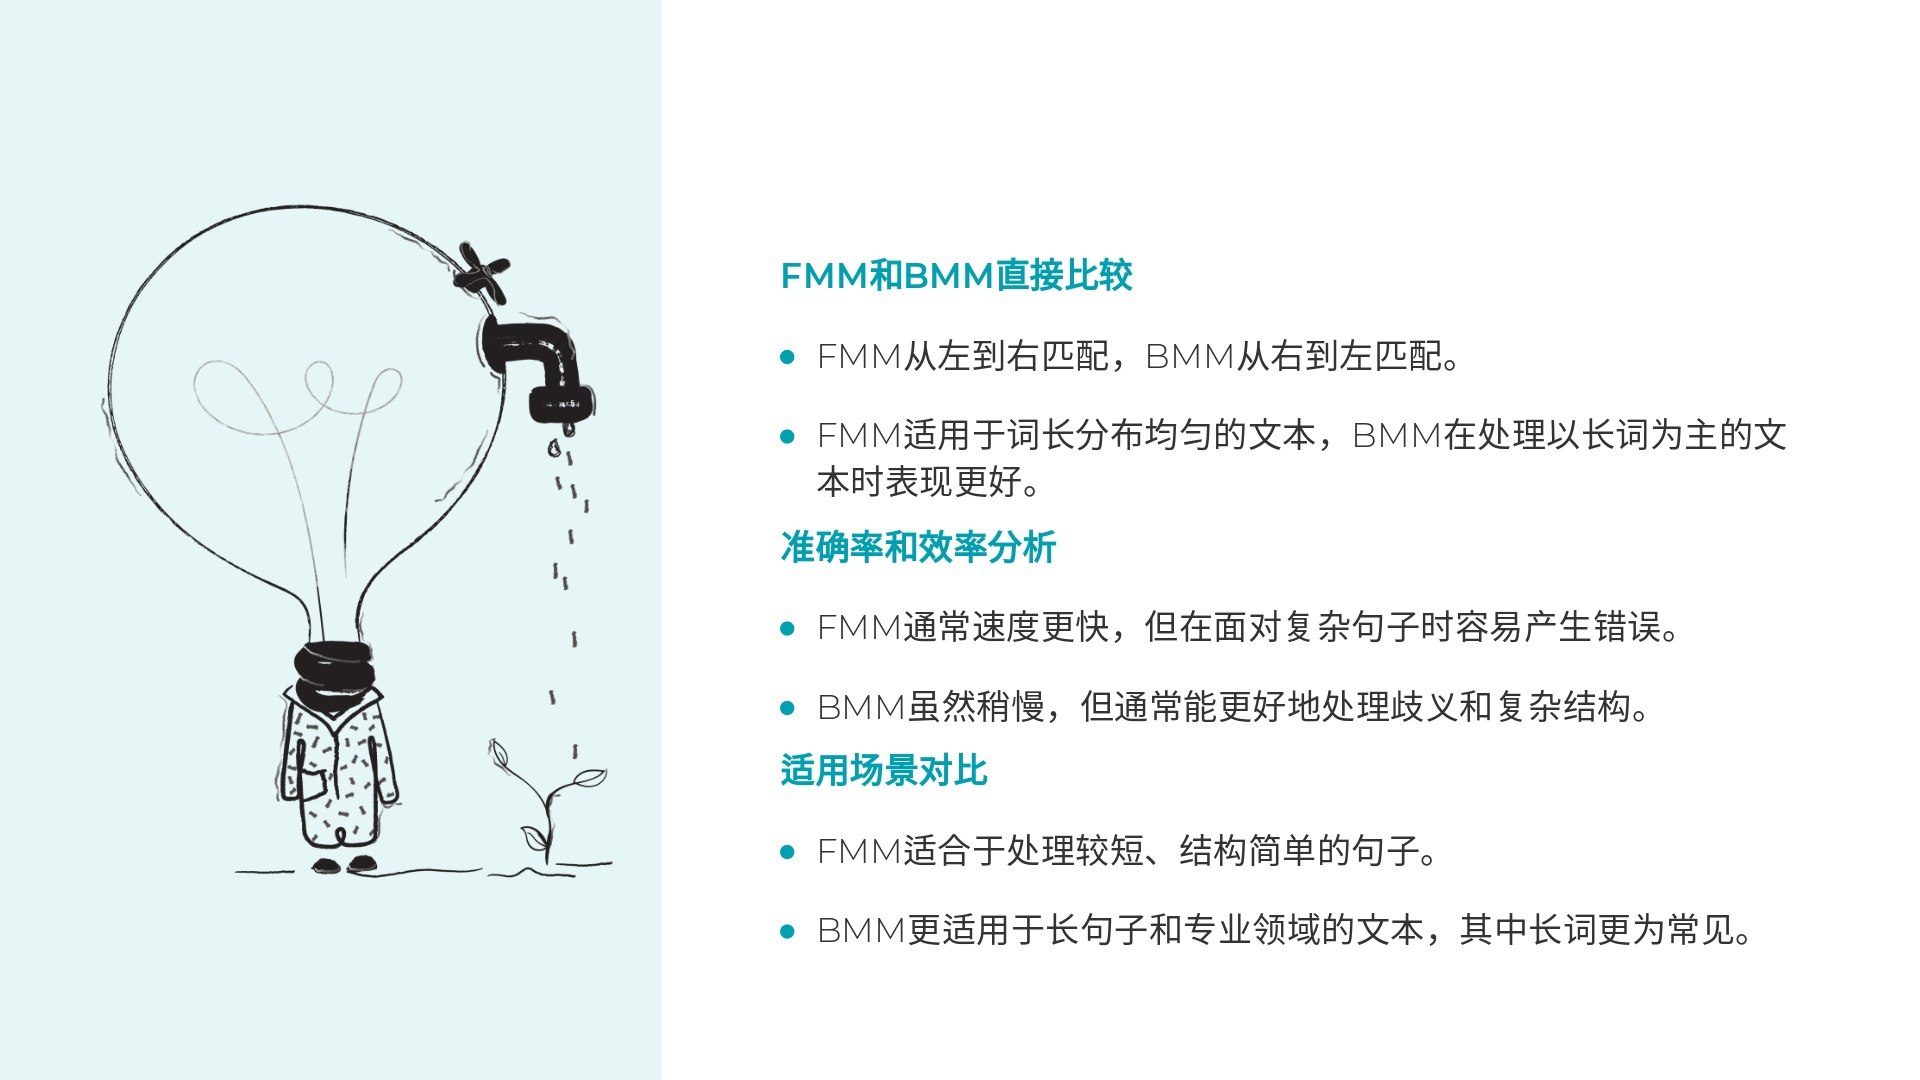 FMM和BMM直接比较
FMM从左到右匹配，BMM从右到左匹配。
FMM适用于词长分布均匀的文本，BMM在处理以长词为主的文
本时表现更好。
准确率和效率分析
FMM通常速度更快，但在面对复杂句子时容易产生错误。
BMM虽然稍慢，但通常能更好地处理歧义和复杂结构。
适用场景对比
FMM适合于处理较短、结构简单的句子。
BMM更适用于长句子和专业领域的文本，其中长词更为常见。